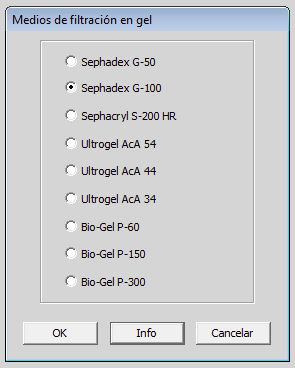 Medios de filtración en gel
Sephadex G-50
Sephadex G-100
Sephacryl S-200 HR
Ultrogel AcA 54
Ultrogel AcA 44
Ultrogel AcA 34
Bio-Gel P-60
Bio-Gel P-150
Bio-Gel P-300
OK Info Cancelar